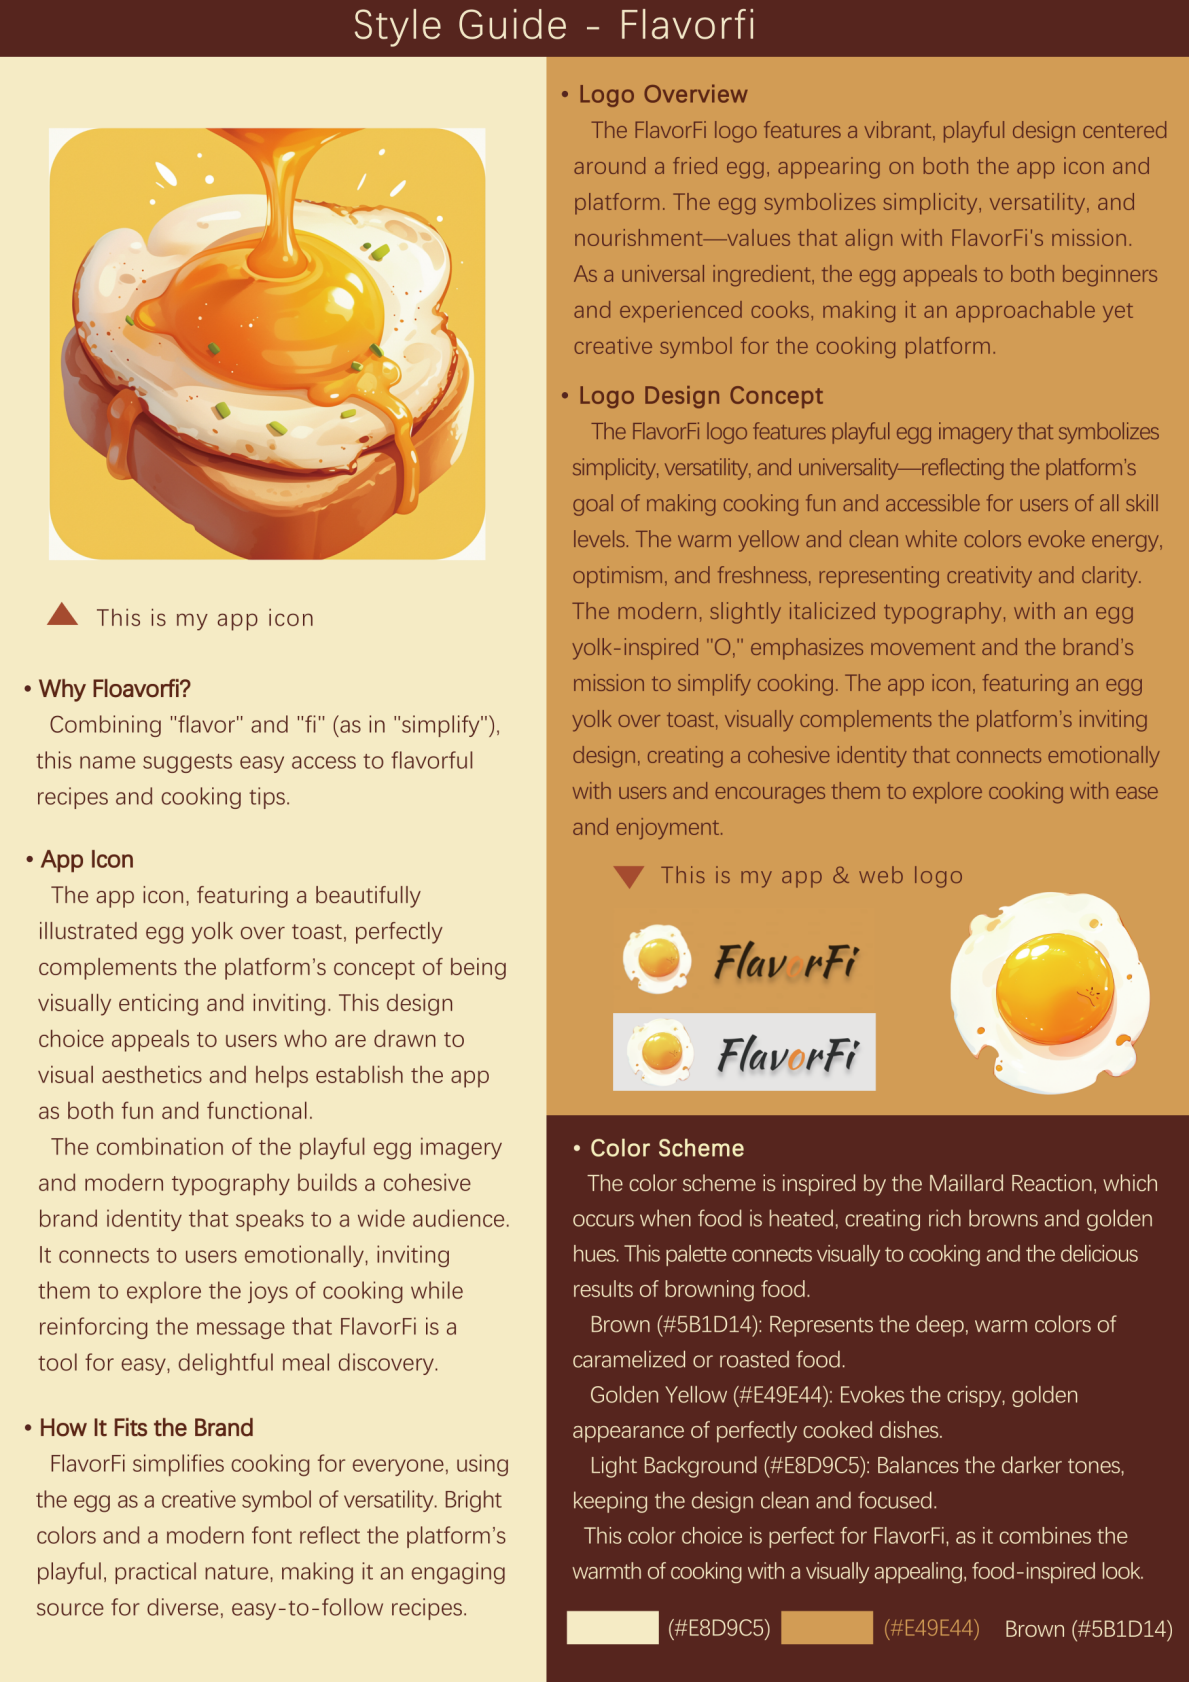 Style Guide - Flavorfi
This is my app icon
• Why Floavorfi?
Combining "flavor" and "fi" (as in "simplify"),
this name suggests easy access to flavorful
recipes and cooking tips.
• App Icon
The app icon, featuring a beautifully
illustrated egg yolk over toast, perfectly
complements the platform's concept of being
visually enticing and inviting. This design
choice appeals to users who are drawn to
visual aesthetics and helps establish the app
as both fun and functional.
The combination of the playful egg imagery
and modern typography builds a cohesive
brand identity that speaks to a wide audience.
It connects to users emotionally, inviting
them to explore the joys of cooking while
reinforcing the message that FlavorFi is a
tool for easy, delightful meal discovery.
• How It Fits the Brand
FlavorFi simplifies cooking for everyone, using
the egg as a creative symbol of versatility. Bright
colors and a modern font reflect the platform's
playful, practical nature, making it an engaging
source for diverse, easy-to-follow recipes.
• Logo Overview
The FlavorFi logo features a vibrant, playful design centered
around a fried egg, appearing on both the app icon and
platform. The egg symbolizes simplicity, versatility, and
nourishment—values that align with FlavorFi's mission.
As a universal ingredient, the egg appeals to both beginners
and experienced cooks, making it an approachable yet
creative symbol for the cooking platform.
• Logo Design Concept
The FlavorFi logo features playful egg imagery that symbolizes
simplicity, versatility, and universality—reflecting the platform's
goal of making cooking fun and accessible for users of all skill
levels. The warm yellow and clean white colors evoke energy,
optimism, and freshness, representing creativity and clarity.
The modern, slightly italicized typography, with an egg
yolk-inspired "O," emphasizes movement and the brand's
mission to simplify cooking. The app icon, featuring an egg
yolk over toast, visually complements the platform's inviting
design, creating a cohesive identity that connects emotionally
with users and encourages them to explore cooking with ease
and enjoyment.
This is my app & web logo
FlavorFi
FlavorFi
• Color Scheme
The color scheme is inspired by the Maillard Reaction, which
occurs when food is heated, creating rich browns and golden
hues. This palette connects visually to cooking and the delicious
results of browning food.
Brown (#5B1D14): Represents the deep, warm colors of
caramelized or roasted food.
Golden Yellow (#E49E44): Evokes the crispy, golden
appearance of perfectly cooked dishes.
Light Background (#E8D9C5): Balances the darker tones,
keeping the design clean and focused.
This color choice is perfect for FlavorFi, as it combines the
warmth of cooking with a visually appealing, food-inspired look.
(#E8D9C5) (#E49E44) Brown (#5B1D14)